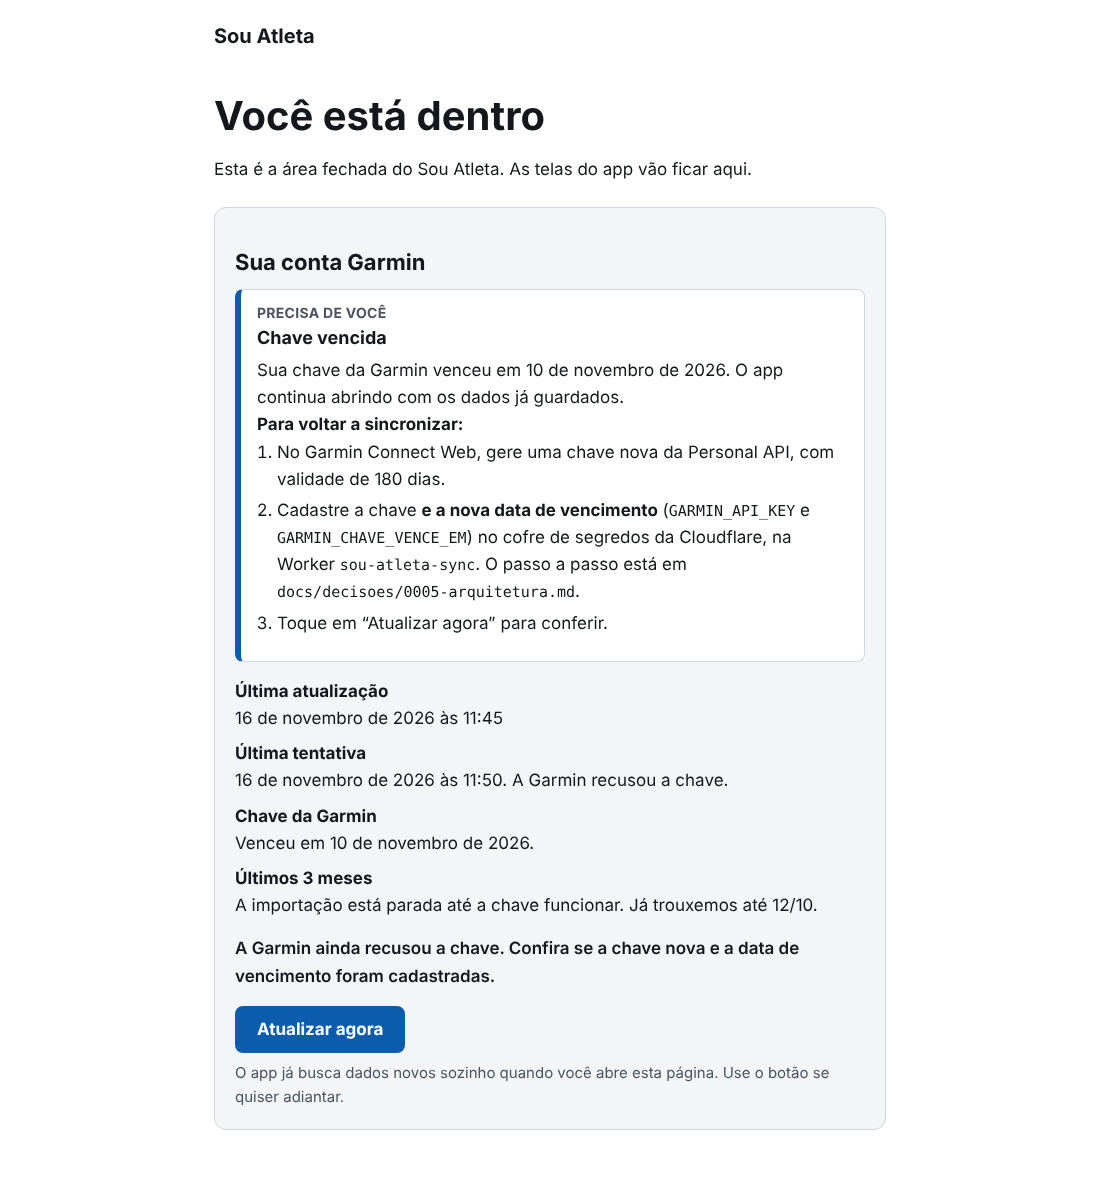 Sou Atleta
Você está dentro
Esta é a área fechada do Sou Atleta. As telas do app vão ficar aqui.
Sua conta Garmin
PRECISA DE VOCÊ
Chave vencida
Sua chave da Garmin venceu em 10 de novembro de 2026. O app
continua abrindo com os dados já guardados.
Para voltar a sincronizar:
1. No Garmin Connect Web, gere uma chave nova da Personal API, com
validade de 180 dias.
2. Cadastre a chave e a nova data de vencimento (GARMIN_API_KEY e
GARMIN_CHAVE_VENCE_EM) no cofre de segredos da Cloudflare, na
Worker sou-atleta-sync. O passo a passo está em
docs/decisoes/0005-arquitetura.md.
3. Toque em “Atualizar agora” para conferir.
Última atualização
16 de novembro de 2026 às 11:45
Última tentativa
16 de novembro de 2026 às 11:50. A Garmin recusou a chave.
Chave da Garmin
Venceu em 10 de novembro de 2026.
Últimos 3 meses
A importação está parada até a chave funcionar. Já trouxemos até 12/10.
A Garmin ainda recusou a chave. Confira se a chave nova e a data de
vencimento foram cadastradas.
Atualizar agora
O app já busca dados novos sozinho quando você abre esta página. Use o botão se
quiser adiantar.